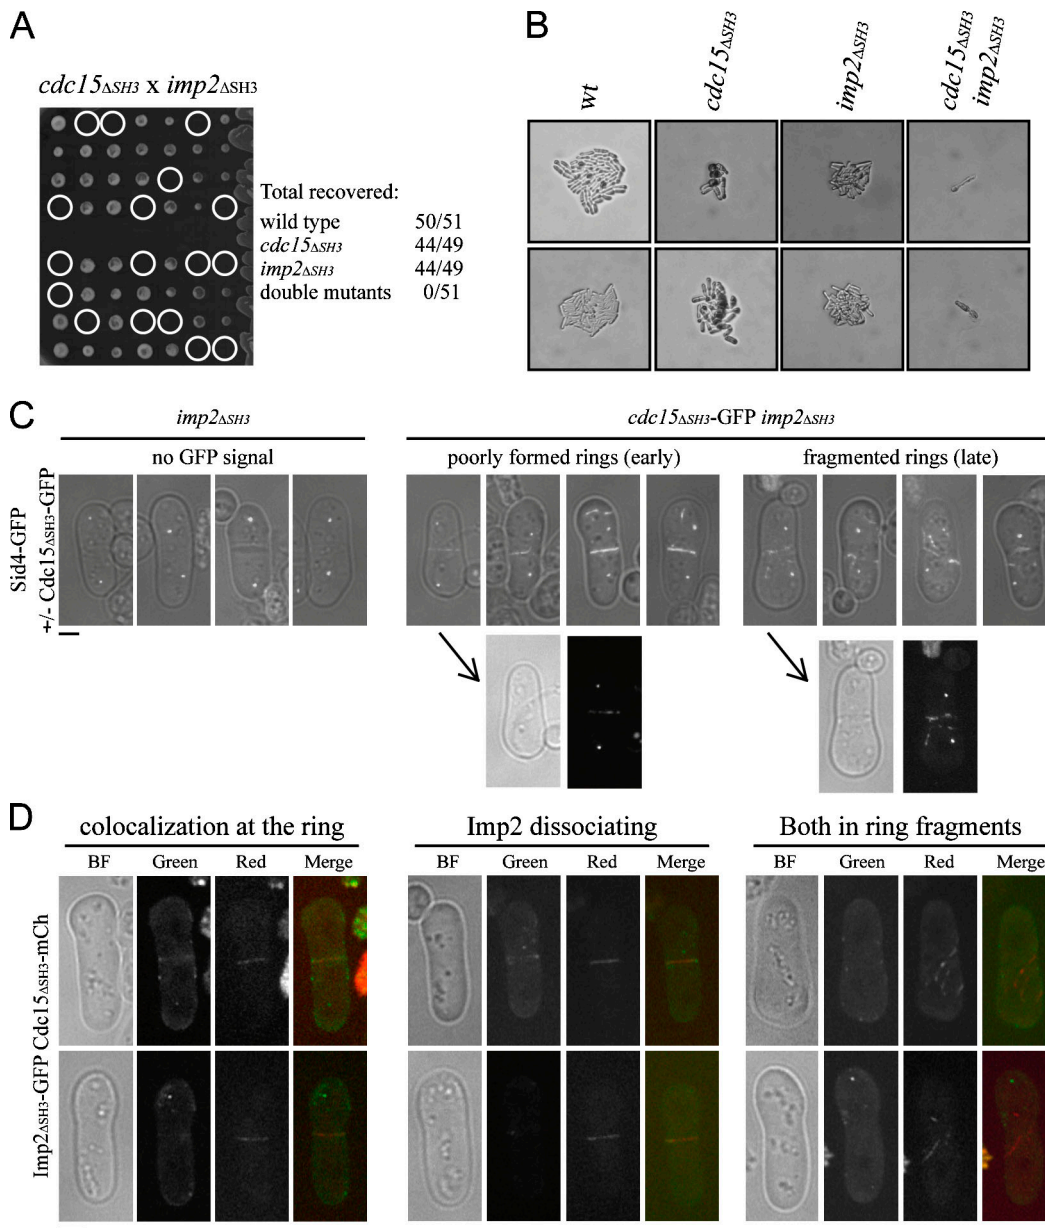 A
cdc15ΔSH3 x imp2ΔSH3
Total recovered:
wild type 50/51
cdc15ΔSH3 44/49
imp2ΔSH3 44/49
double mutants 0/51
B
wt
cdc15ΔSH3
imp2ΔSH3
cdc15ΔSH3
imp2ΔSH3
C
imp2ΔSH3
cdc15ΔSH3-GFP imp2ΔSH3
no GFP signal
poorly formed rings (early)
fragmented rings (late)
Sid4-GFP
+/- Cdc15ΔSH3-GFP
D
colocalization at the ring
Imp2 dissociating
Both in ring fragments
BF Green Red Merge
BF Green Red Merge
BF Green Red Merge
Imp2ΔSH3-GFP Cdc15ΔSH3-mCh